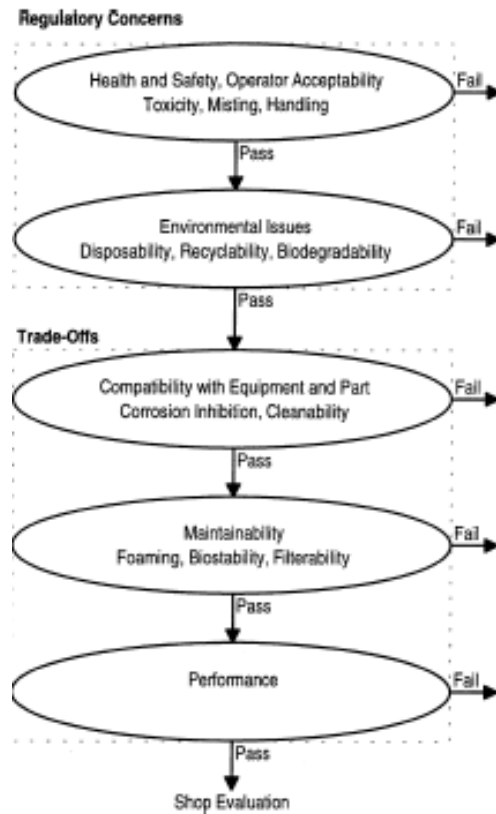 Regulatory Concerns
Health and Safety, Operator Acceptability
Toxicity, Misting, Handling
Fail
Pass
Environmental Issues
Disposability, Recyclability, Biodegradability
Fail
Pass
Trade-Offs
Compatibility with Equipment and Part
Corrosion Inhibition, Cleanability
Fail
Pass
Maintainability
Foaming, Biostability, Filterability
Fail
Pass
Performance
Fail
Pass
Shop Evaluation